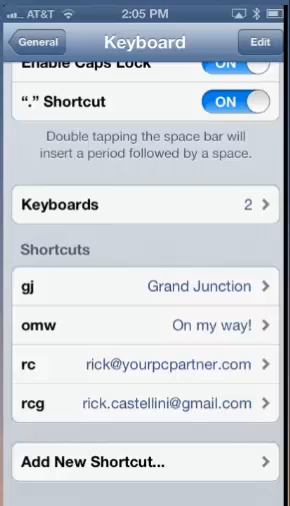 AT&T 2:05 PM
General Keyboard Edit
Enable Caps Lock ON
“.” Shortcut ON
Double tapping the space bar will
insert a period followed by a space.
Keyboards 2
Shortcuts
gj Grand Junction
omw On my way!
rc rick@yourpcpartner.com
rcg rick.castellini@gmail.com
Add New Shortcut...